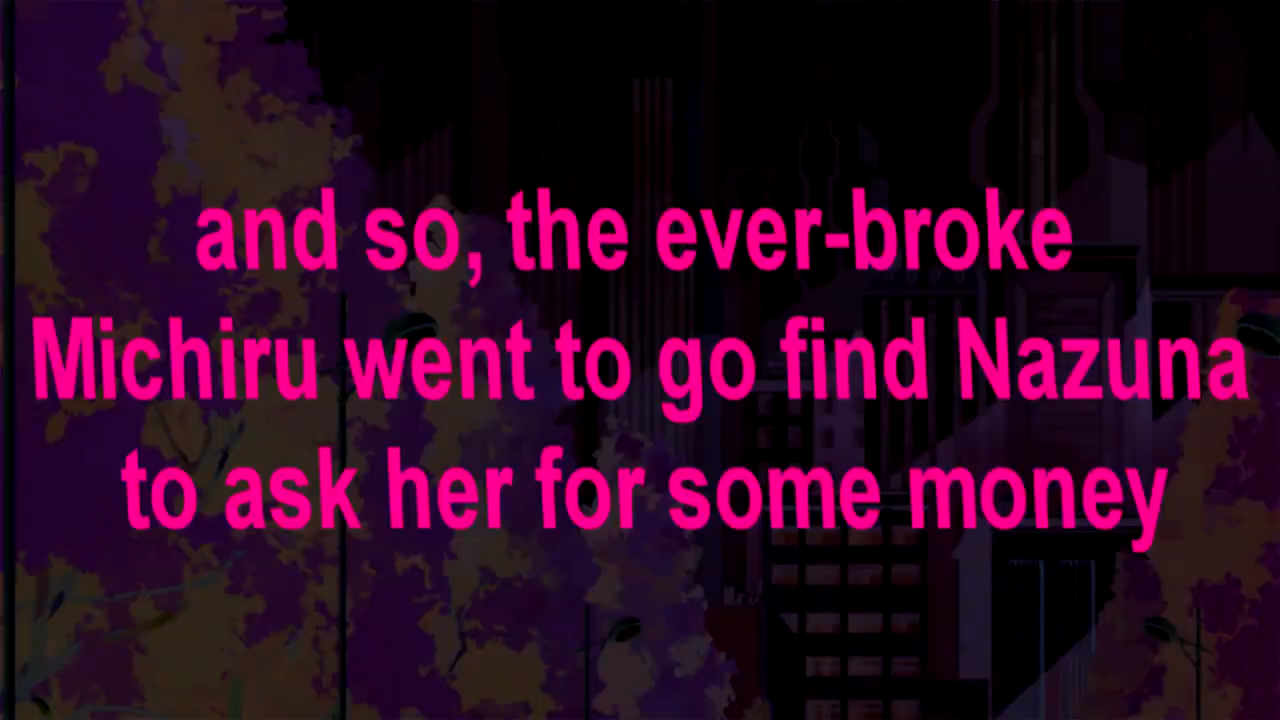 and so, the ever-broke
Michiru went to go find Nazuna
to ask her for some money